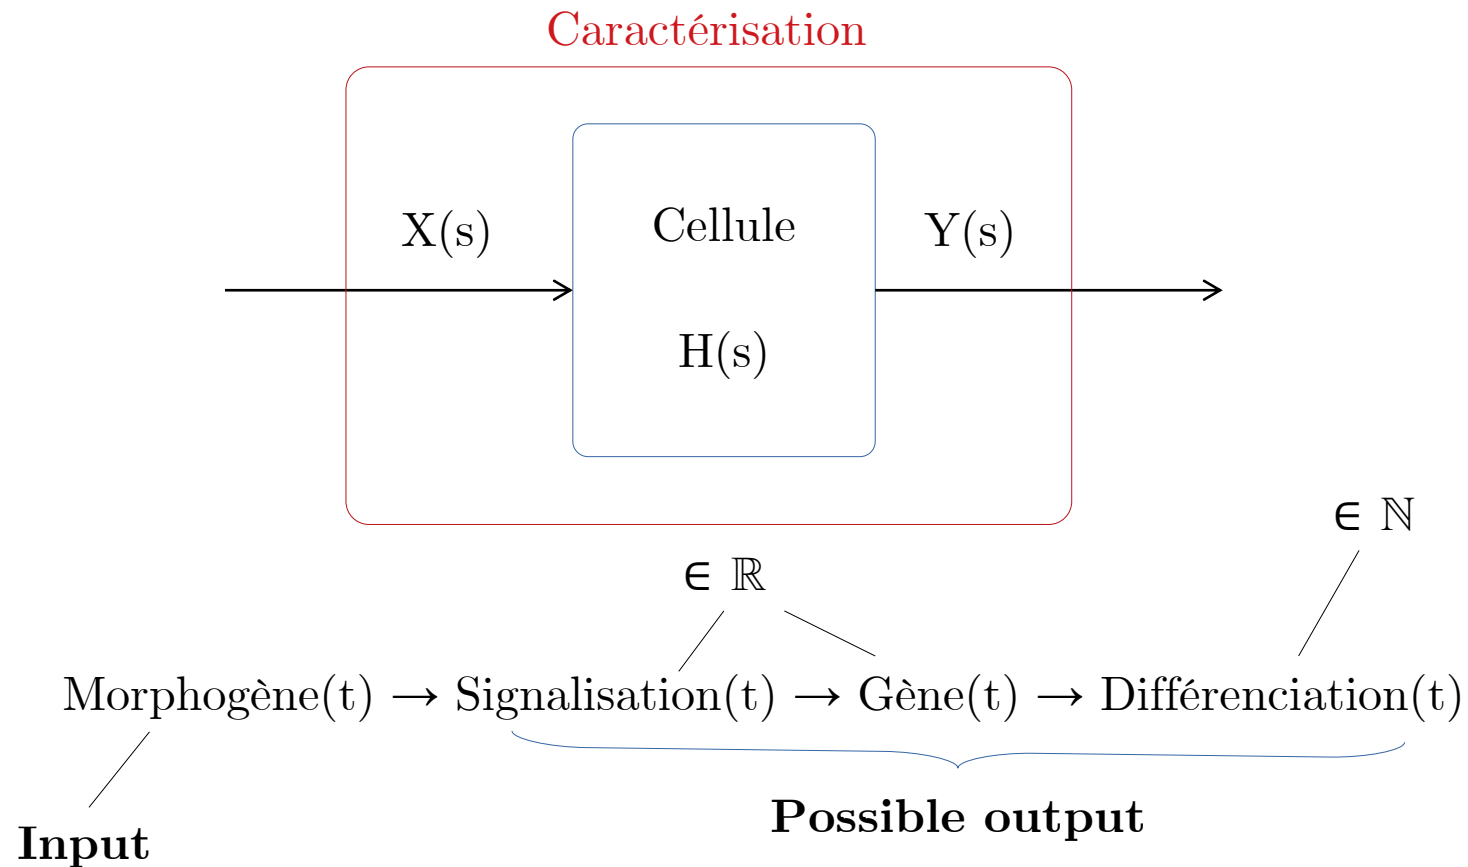 Caractérisation
X(s)
Cellule
Y(s)
H(s)
∈ ℕ
∈ ℝ
Morphogène(t) → Signalisation(t) → Gène(t) → Différenciation(t)
Possible output
Input